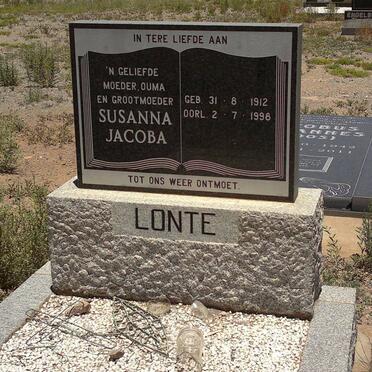 IN TERE LIEFDE AAN
'N GELIEFDE
MOEDER, OUMA
EN GROOTMOEDER
SUSANNA
JACOBA
GEB. 31 - 8 - 1912
OORL. 2 - 7 - 1998
TOT ONS WEER ONTMOET.
LONTE